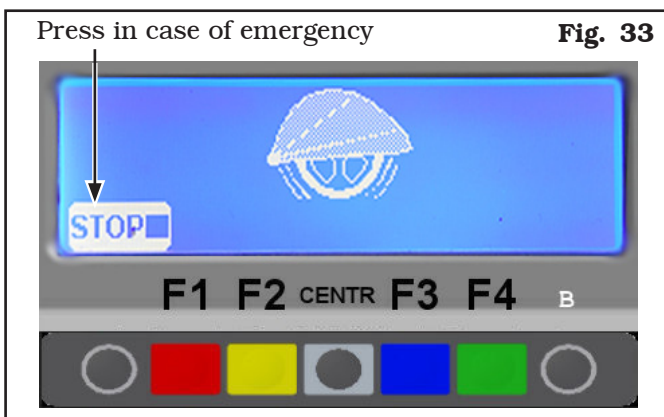 Press in case of emergency
Fig. 33
STOP
F1 F2 CENTR F3 F4 B